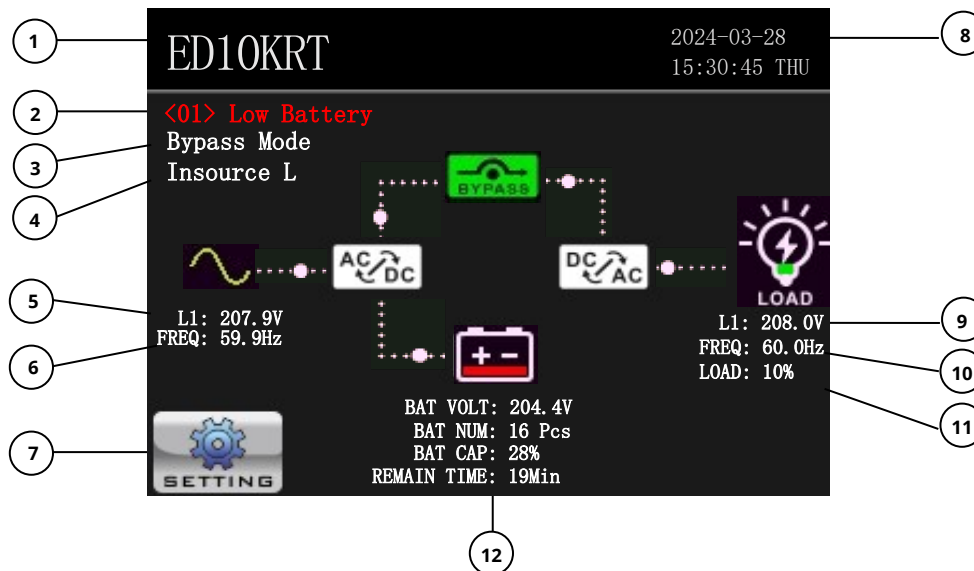 1
ED10KRT
2024-03-28
8
15:30:45 THU
2
<01> Low Battery
3
Bypass Mode
4
Insource L
BYPASS
AC
DC
DC
AC
LOAD
5
L1: 207.9V
6
FREQ: 59.9Hz
L1: 208.0V
9
FREQ: 60.0Hz
10
LOAD: 10%
11
+ -
BAT VOLT: 204.4V
BAT NUM: 16 Pcs
BAT CAP: 28%
REMAIN TIME: 19Min
7
SETTING
12